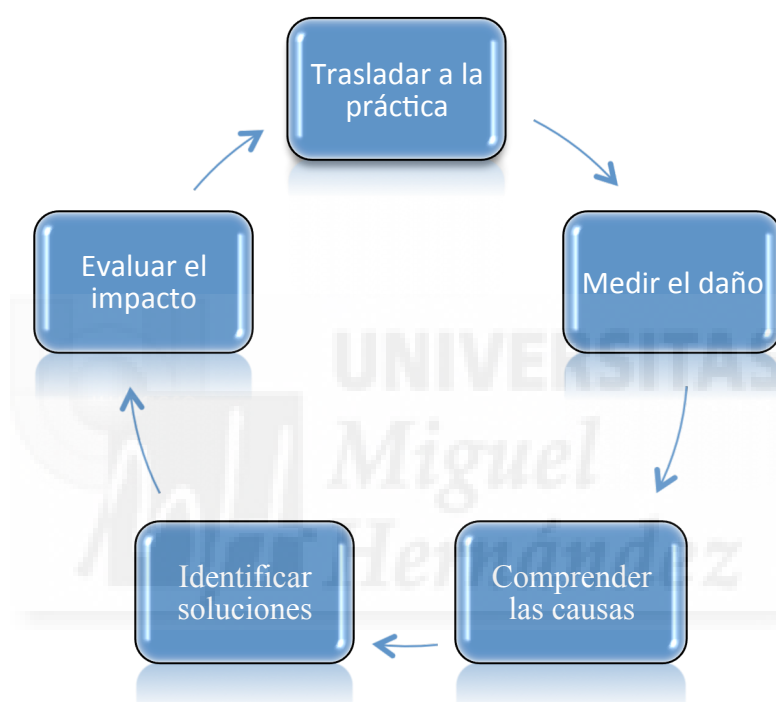 Trasladar a la
práctica
Medir el daño
Comprender
las causas
Identificar
soluciones
Evaluar el
impacto
UNIVERSITAS
Miguel
Hernández